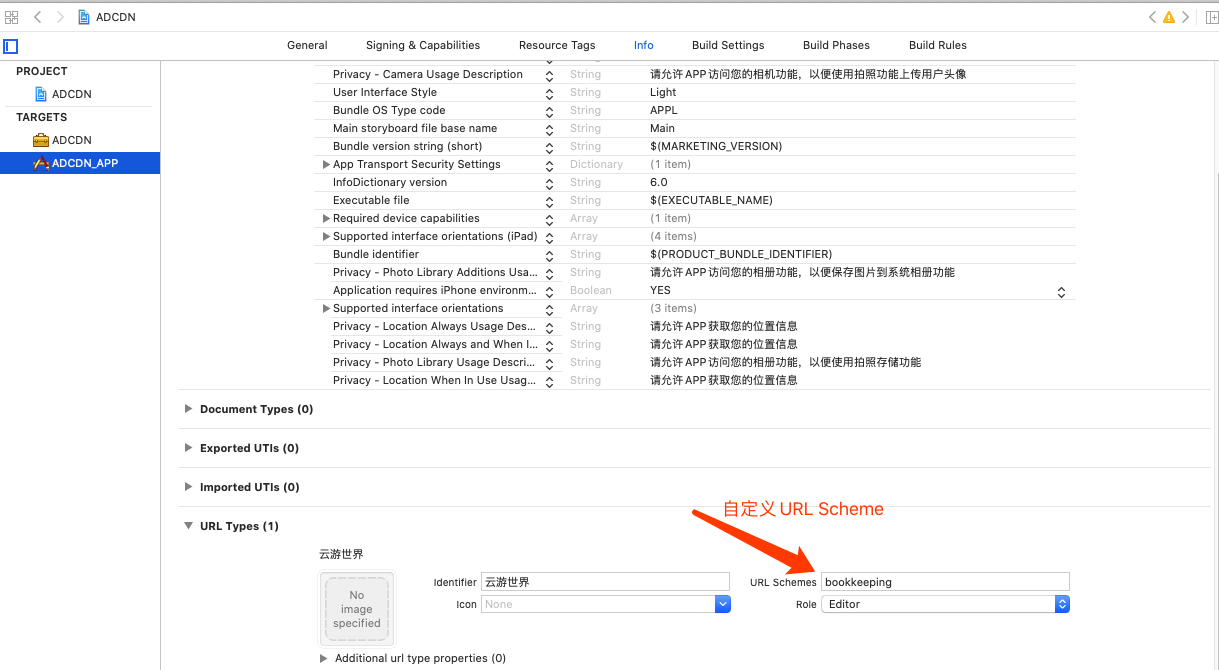 ADCDN
General Signing & Capabilities Resource Tags Info Build Settings Build Phases Build Rules
PROJECT
ADCDN
TARGETS
ADCDN
ADCDN_APP
Privacy - Camera Usage Description String 请允许APP访问您的相机功能，以便使用拍照功能上传用户头像
User Interface Style String Light
Bundle OS Type code String APPL
Main storyboard file base name String Main
Bundle version string (short) String $(MARKETING_VERSION)
App Transport Security Settings Dictionary (1 item)
InfoDictionary version String 6.0
Executable file String $(EXECUTABLE_NAME)
Required device capabilities Array (1 item)
Supported interface orientations (iPad) Array (4 items)
Bundle identifier String $(PRODUCT_BUNDLE_IDENTIFIER)
Privacy - Photo Library Additions Usa... String 请允许APP访问您的相册功能，以便保存图片到系统相册功能
Application requires iPhone environm... Boolean YES
Supported interface orientations Array (3 items)
Privacy - Location Always Usage Des... String 请允许APP获取您的位置信息
Privacy - Location Always and When I... String 请允许APP获取您的位置信息
Privacy - Photo Library Usage Descri... String 请允许APP访问您的相册功能，以便使用拍照存储功能
Privacy - Location When In Use Usag... String 请允许APP获取您的位置信息
Document Types (0)
Exported UTIs (0)
Imported UTIs (0)
自定义URL Scheme
URL Types (1)
云游世界
No image specified
Identifier 云游世界 URL Schemes bookkeeping
Icon None Role Editor
Additional url type properties (0)